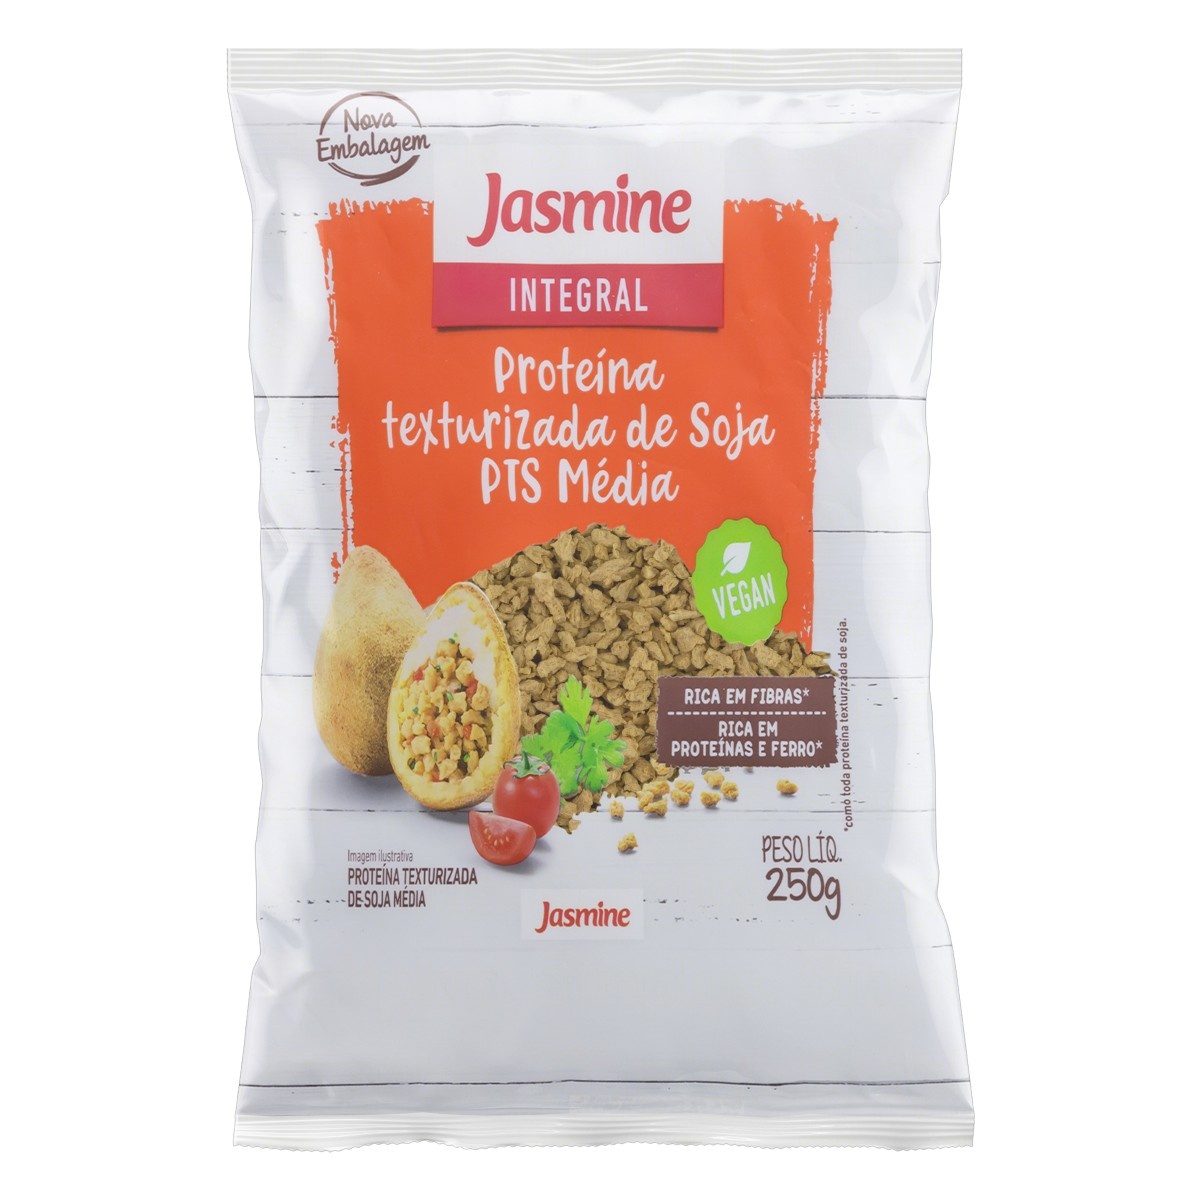 Nova
Embalagem
Jasmine
INTEGRAL
Proteína
texturizada de Soja
PTS Média
VEGAN
RICA EM FIBRAS*
RICA EM
PROTEÍNAS E FERRO*
*como toda proteína texturizada de soja.
Imagem ilustrativa
PROTEÍNA TEXTURIZADA
DE SOJA MÉDIA
PESO LÍQ.
250g
Jasmine